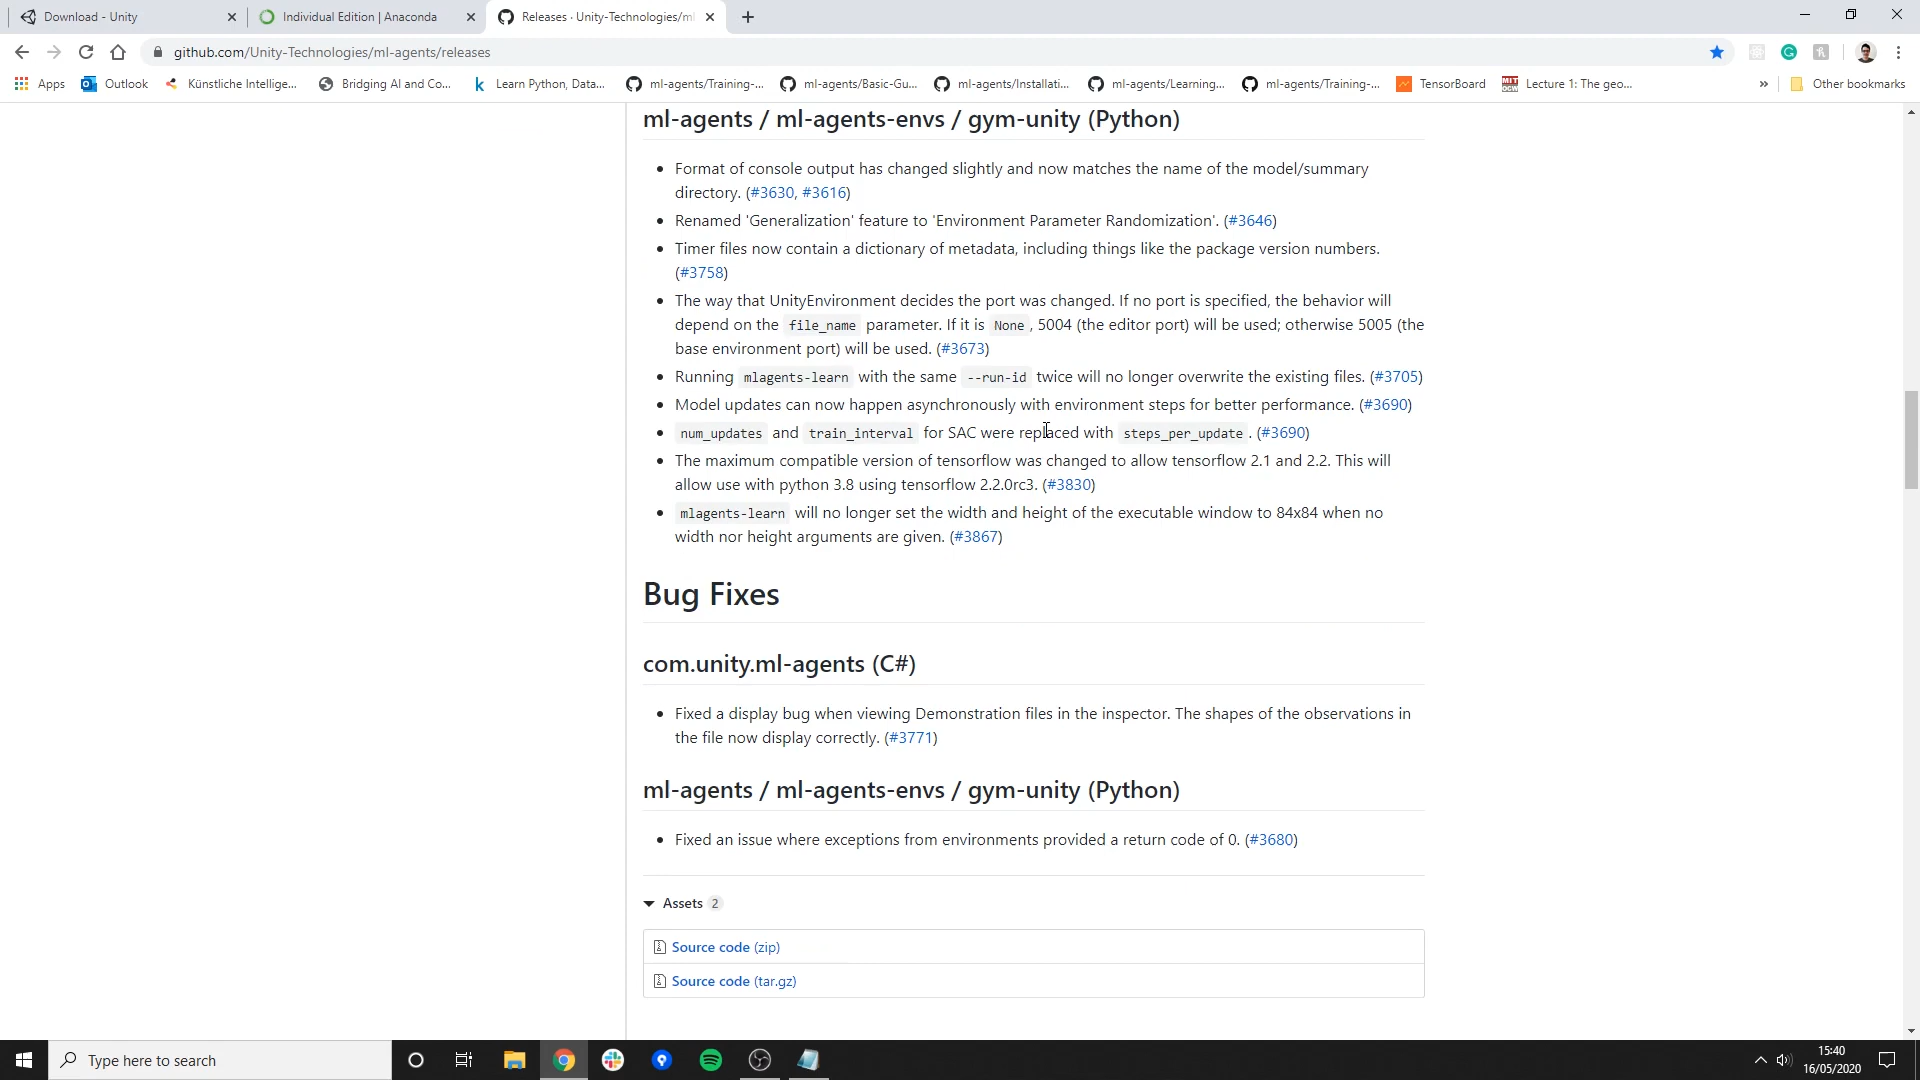 Download - Unity
Individual Edition | Anaconda
Releases · Unity-Technologies/ml
github.com/Unity-Technologies/ml-agents/releases
Apps
Outlook
Künstliche Intellige...
Bridging AI and Co...
Learn Python, Data...
ml-agents/Training-...
ml-agents/Basic-Gu...
ml-agents/Installati...
ml-agents/Learning...
ml-agents/Training-...
TensorBoard
Lecture 1: The geo...
»
Other bookmarks
ml-agents / ml-agents-envs / gym-unity (Python)
• Format of console output has changed slightly and now matches the name of the model/summary
directory. (#3630, #3616)
• Renamed 'Generalization' feature to 'Environment Parameter Randomization'. (#3646)
• Timer files now contain a dictionary of metadata, including things like the package version numbers.
(#3758)
• The way that UnityEnvironment decides the port was changed. If no port is specified, the behavior will
depend on the file_name parameter. If it is None , 5004 (the editor port) will be used; otherwise 5005 (the
base environment port) will be used. (#3673)
• Running mlagents-learn with the same --run-id twice will no longer overwrite the existing files. (#3705)
• Model updates can now happen asynchronously with environment steps for better performance. (#3690)
• num_updates and train_interval for SAC were replaced with steps_per_update . (#3690)
• The maximum compatible version of tensorflow was changed to allow tensorflow 2.1 and 2.2. This will
allow use with python 3.8 using tensorflow 2.2.0rc3. (#3830)
• mlagents-learn will no longer set the width and height of the executable window to 84x84 when no
width nor height arguments are given. (#3867)
Bug Fixes
com.unity.ml-agents (C#)
• Fixed a display bug when viewing Demonstration files in the inspector. The shapes of the observations in
the file now display correctly. (#3771)
ml-agents / ml-agents-envs / gym-unity (Python)
• Fixed an issue where exceptions from environments provided a return code of 0. (#3680)
Assets 2
Source code (zip)
Source code (tar.gz)
Type here to search
15:40
16/05/2020